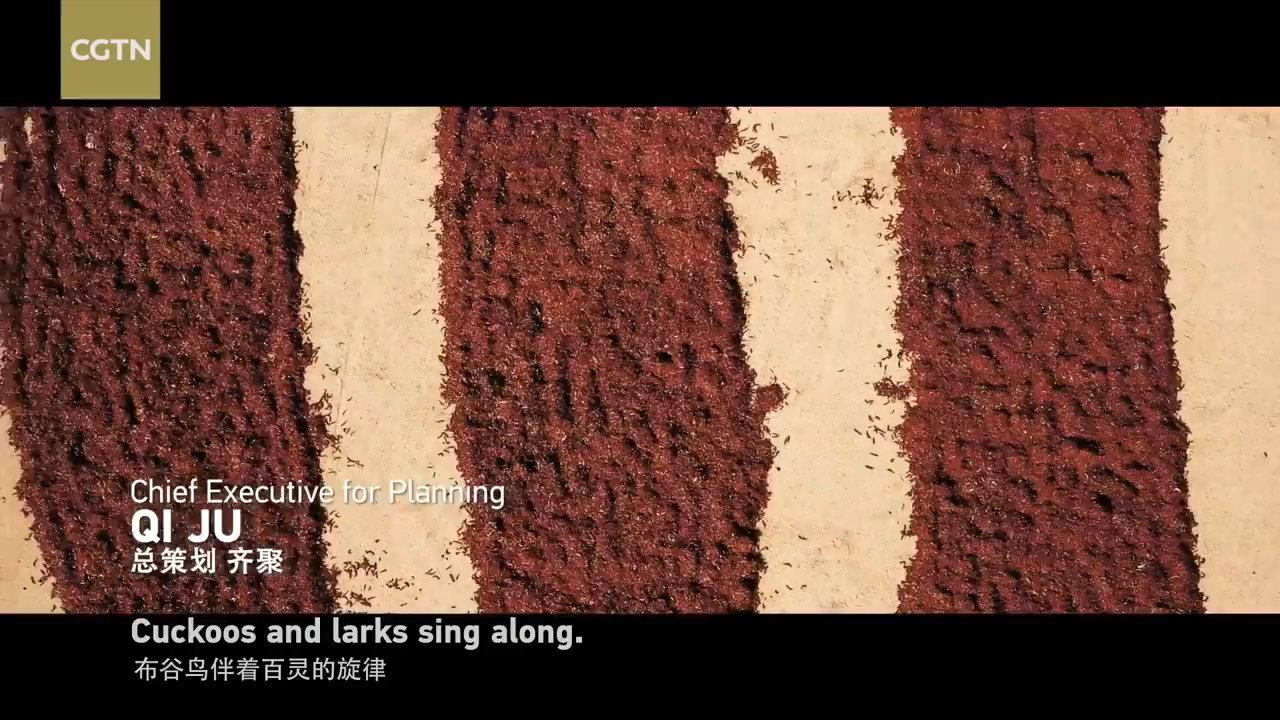 CGTN
Chief Executive for Planning
QI JU
总策划 齐聚
Cuckoos and larks sing along.
布谷鸟伴着百灵的旋律